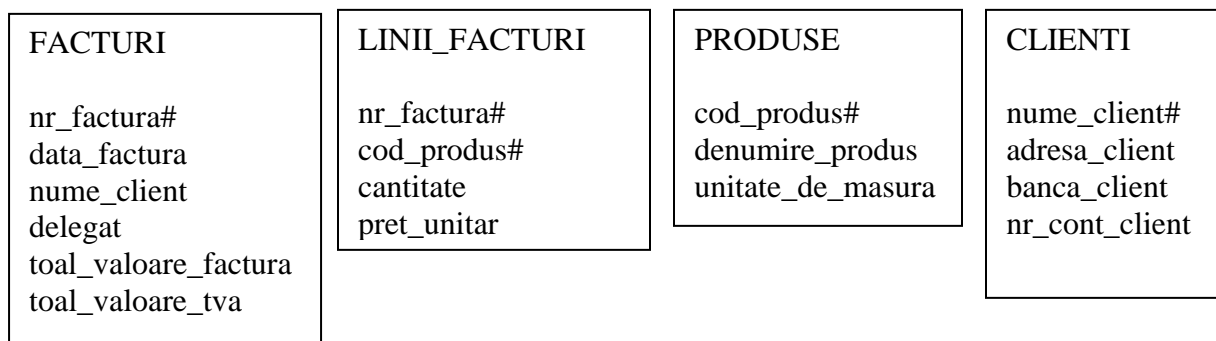 FACTURI
nr_factura#
data_factura
nume_client
delegat
toal_valoare_factura
toal_valoare_tva
LINII_FACTURI
nr_factura#
cod_produs#
cantitate
pret_unitar
PRODUSE
cod_produs#
denumire_produs
unitate_de_masura
CLIENTI
nume_client#
adresa_client
banca_client
nr_cont_client